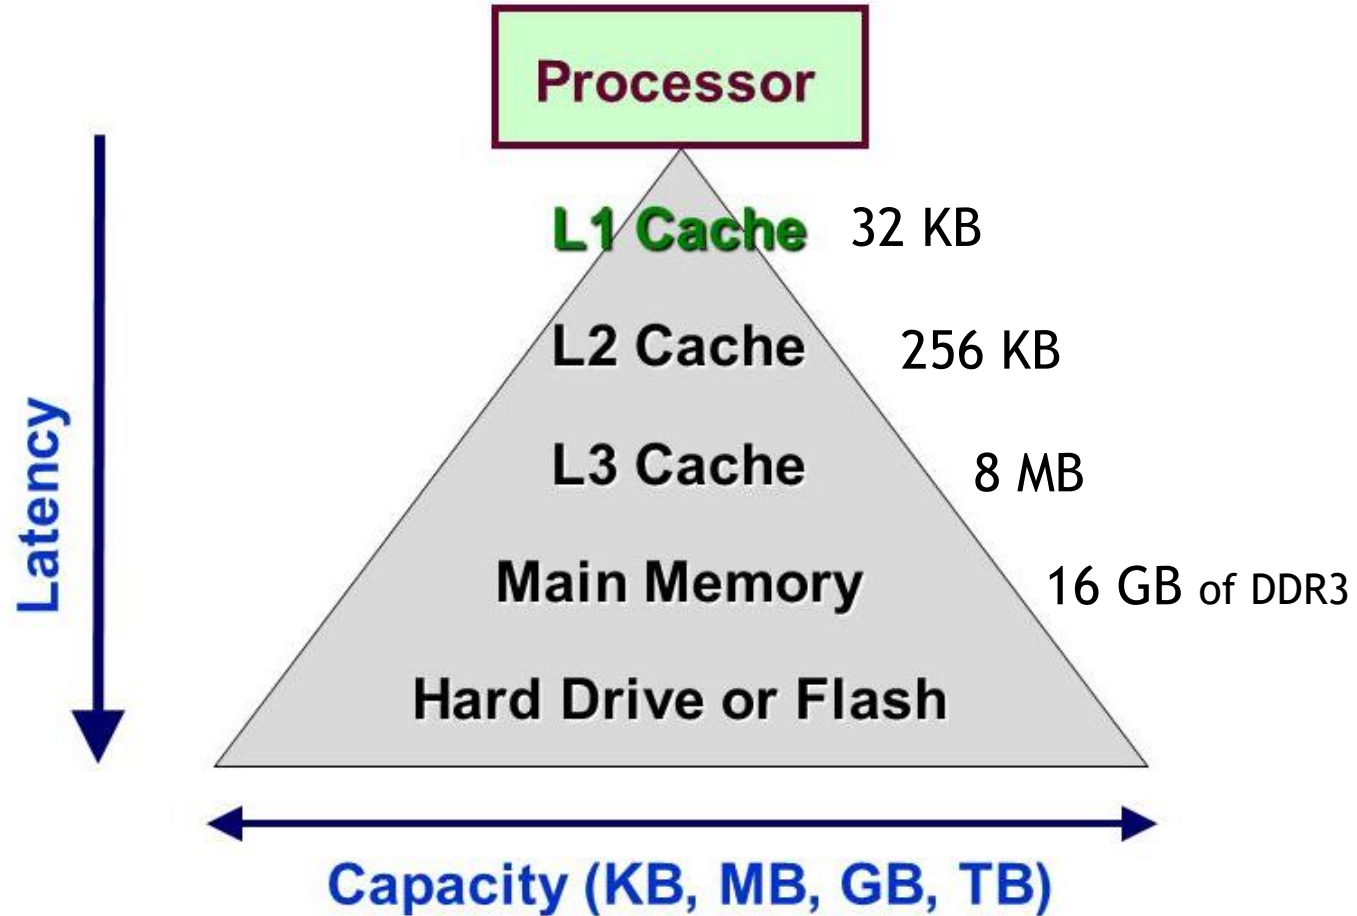 Processor
L1 Cache 32 KB
L2 Cache 256 KB
L3 Cache 8 MB
Main Memory 16 GB of DDR3
Hard Drive or Flash
Latency
Capacity (KB, MB, GB, TB)